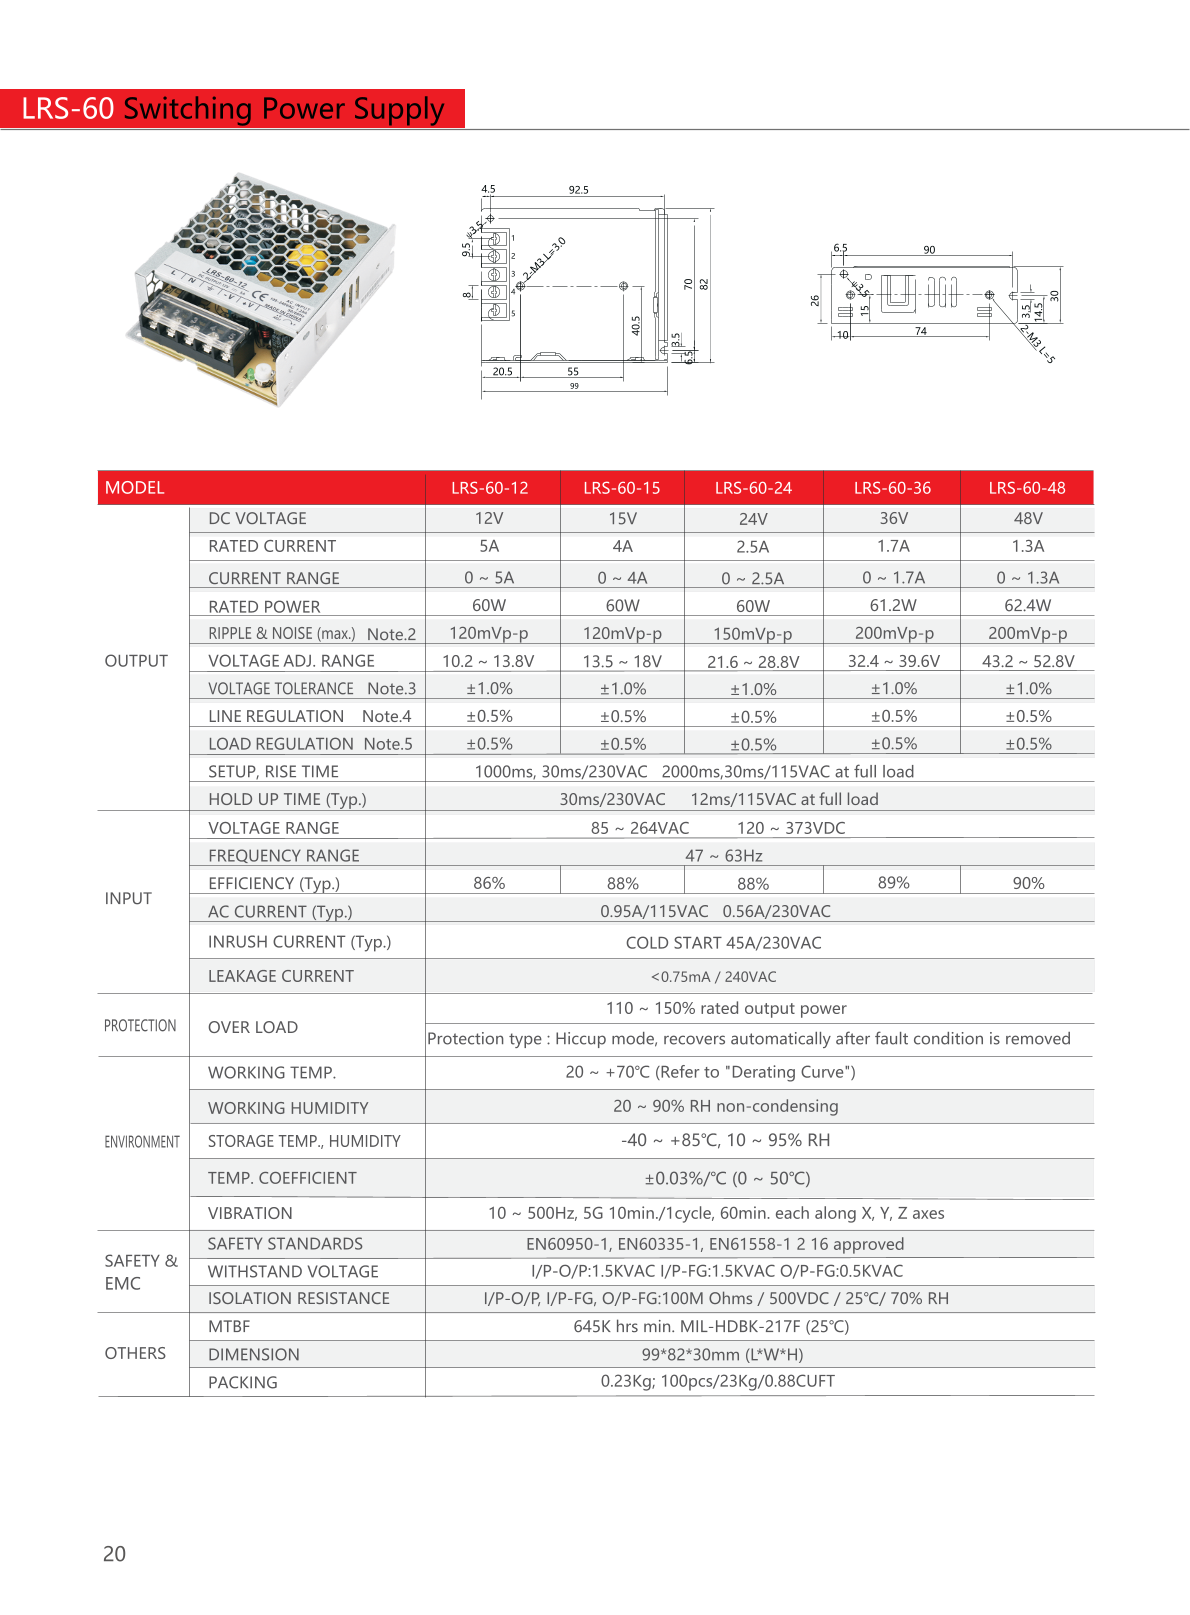 LRS-60 Switching Power Supply
LRS-60-12
L N -V +V
CE
MADE IN CHINA
4.5 92.5
ψ3.5
9.5
8
1
2
3
4
5
2-M3 L=3.0
70
82
40.5
3.5
6.5
20.5 55
99
6.5 90
26
ψ3.5
15
10 74
3.5
14.5
30
2-M3 L=5
MODEL LRS-60-12 LRS-60-15 LRS-60-24 LRS-60-36 LRS-60-48
OUTPUT
DC VOLTAGE 12V 15V 24V 36V 48V
RATED CURRENT 5A 4A 2.5A 1.7A 1.3A
CURRENT RANGE 0 ~ 5A 0 ~ 4A 0 ~ 2.5A 0 ~ 1.7A 0 ~ 1.3A
RATED POWER 60W 60W 60W 61.2W 62.4W
RIPPLE & NOISE (max.) Note.2 120mVp-p 120mVp-p 150mVp-p 200mVp-p 200mVp-p
VOLTAGE ADJ. RANGE 10.2 ~ 13.8V 13.5 ~ 18V 21.6 ~ 28.8V 32.4 ~ 39.6V 43.2 ~ 52.8V
VOLTAGE TOLERANCE Note.3 ±1.0% ±1.0% ±1.0% ±1.0% ±1.0%
LINE REGULATION Note.4 ±0.5% ±0.5% ±0.5% ±0.5% ±0.5%
LOAD REGULATION Note.5 ±0.5% ±0.5% ±0.5% ±0.5% ±0.5%
SETUP, RISE TIME 1000ms, 30ms/230VAC 2000ms,30ms/115VAC at full load
HOLD UP TIME (Typ.) 30ms/230VAC 12ms/115VAC at full load
INPUT
VOLTAGE RANGE 85 ~ 264VAC 120 ~ 373VDC
FREQUENCY RANGE 47 ~ 63Hz
EFFICIENCY (Typ.) 86% 88% 88% 89% 90%
AC CURRENT (Typ.) 0.95A/115VAC 0.56A/230VAC
INRUSH CURRENT (Typ.) COLD START 45A/230VAC
LEAKAGE CURRENT <0.75mA / 240VAC
PROTECTION
OVER LOAD 110 ~ 150% rated output power
Protection type : Hiccup mode, recovers automatically after fault condition is removed
ENVIRONMENT
WORKING TEMP. 20 ~ +70℃ (Refer to "Derating Curve")
WORKING HUMIDITY 20 ~ 90% RH non-condensing
STORAGE TEMP., HUMIDITY -40 ~ +85℃, 10 ~ 95% RH
TEMP. COEFFICIENT ±0.03%/℃ (0 ~ 50℃)
VIBRATION 10 ~ 500Hz, 5G 10min./1cycle, 60min. each along X, Y, Z axes
SAFETY &
EMC
SAFETY STANDARDS EN60950-1, EN60335-1, EN61558-1 2 16 approved
WITHSTAND VOLTAGE I/P-O/P:1.5KVAC I/P-FG:1.5KVAC O/P-FG:0.5KVAC
ISOLATION RESISTANCE I/P-O/P, I/P-FG, O/P-FG:100M Ohms / 500VDC / 25℃/ 70% RH
OTHERS
MTBF 645K hrs min. MIL-HDBK-217F (25℃)
DIMENSION 99*82*30mm (L*W*H)
PACKING 0.23Kg; 100pcs/23Kg/0.88CUFT
20